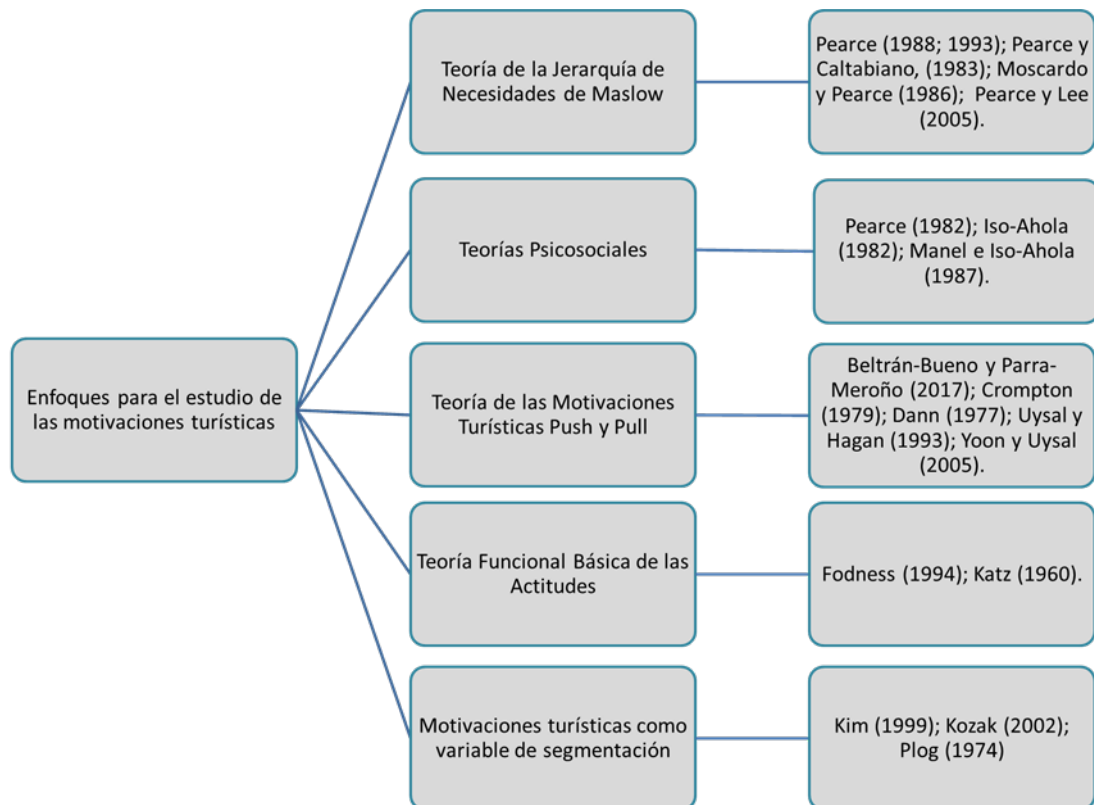 Teoría de la Jerarquía de
Necesidades de Maslow
Pearce (1988; 1993); Pearce y
Caltabiano, (1983); Moscardo
y Pearce (1986); Pearce y Lee
(2005).
Teorías Psicosociales
Pearce (1982); Iso-Ahola
(1982); Manel e Iso-Ahola
(1987).
Enfoques para el estudio de
las motivaciones turísticas
Teoría de las Motivaciones
Turísticas Push y Pull
Beltrán-Bueno y Parra-
Meroño (2017); Crompton
(1979); Dann (1977); Uysal y
Hagan (1993); Yoon y Uysal
(2005).
Teoría Funcional Básica de las
Actitudes
Fodness (1994); Katz (1960).
Motivaciones turísticas como
variable de segmentación
Kim (1999); Kozak (2002);
Plog (1974)